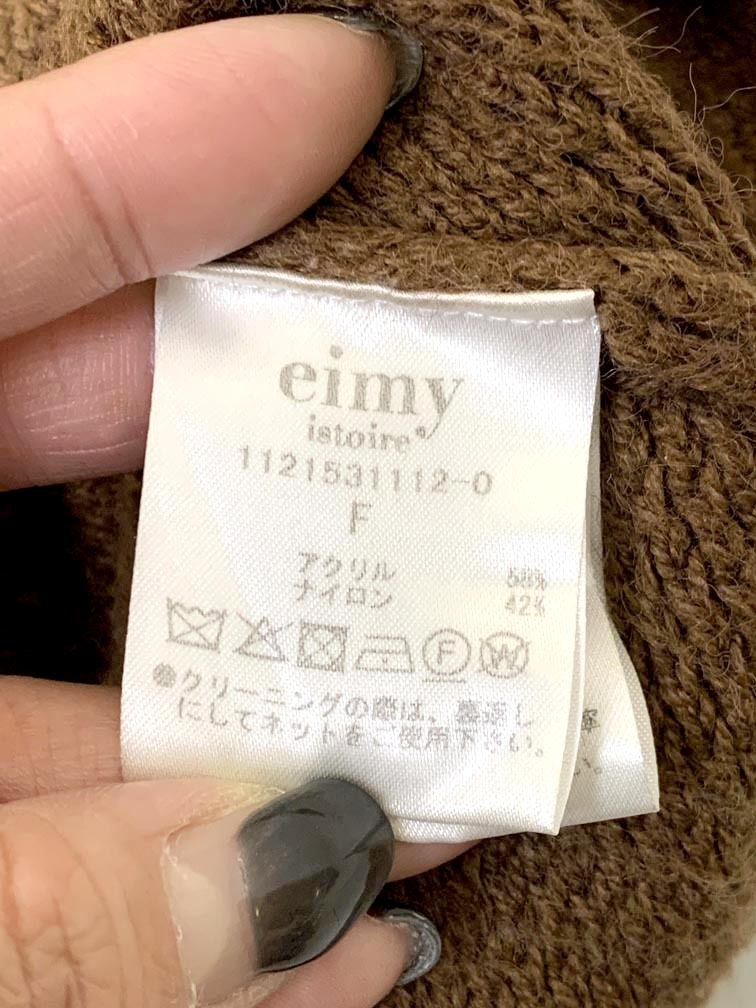 eimy
istoire
1121531112-0
F
アクリル 58%
ナイロン 42%
F W
●クリーニングの際は、裏返し
にしてネットをご使用下さい。
い。